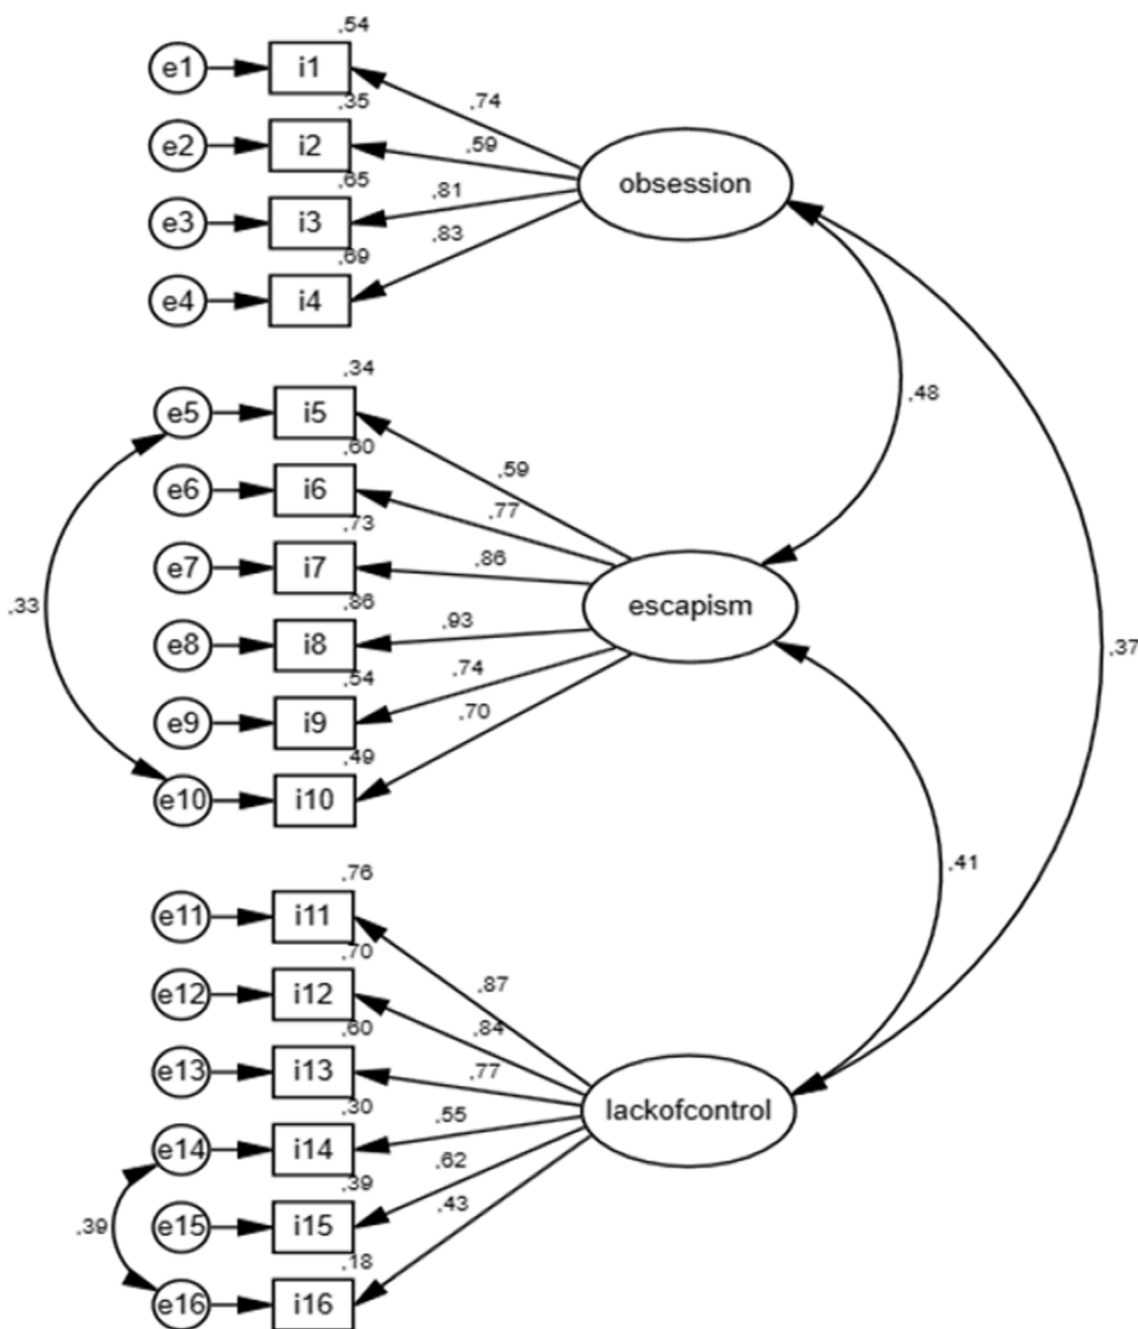 ,54
e1 i1
,74
,35
e2 i2
,59
obsession
,65
,81
e3 i3
,83
,69
e4 i4
,34
,48
e5 i5
,60
,59
e6 i6
,77
,73
e7 i7
,86
,86
escapism
,33
,93
e8 i8
,37
,54
,74
e9 i9
,70
,49
e10 i10
,41
,76
e11 i11
,70
,87
e12 i12
,60
,84
e13 i13
,77
,30
lackofcontrol
,55
e14 i14
,62
,39
,43
,39
e15 i15
,18
e16 i16